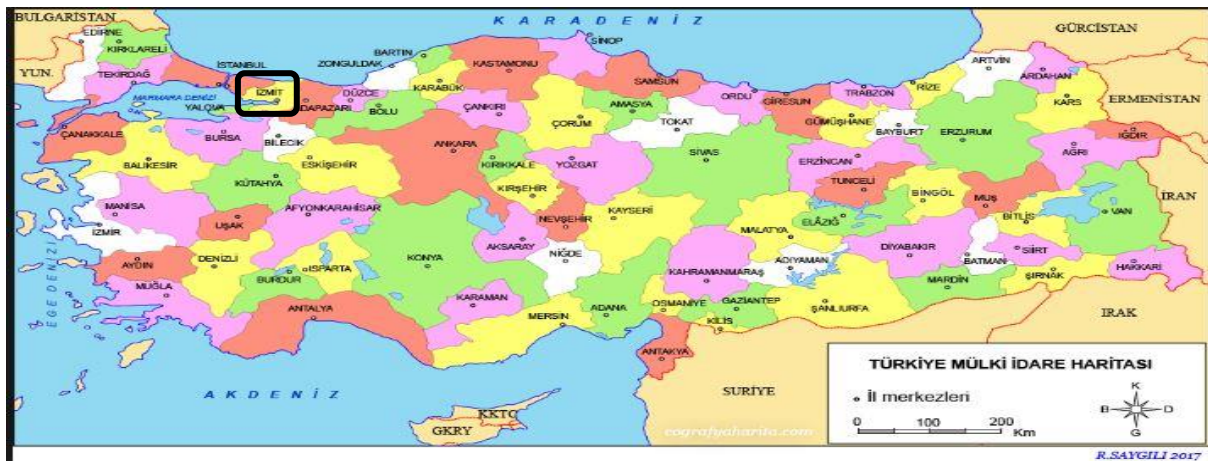 BULGARİSTAN
KARADENİZ
GÜRCİSTAN
EDİRNE
KIRKLARELİ
YUN.
TEKİRDAĞ
İSTANBUL
MARMARA DENİZİ
İZMİT
YALOVA
DAPAZARI
DÜZCE
ZONGULDAK
BARTIN
BOLU
KARABÜK
KASTAMONU
SİNOP
ÇANKIRI
SAMSUN
AMASYA
ÇORUM
TOKAT
ORDU
GİRESUN
TRABZON
GÜMÜŞHANE
RİZE
BAYBURT
ARTVİN
ARDAHAN
KARS
ERMENİSTAN
IĞDIR
ERZURUM
AĞRI
ÇANAKKALE
BALIKESİR
BURSA
BİLECİK
ESKİŞEHİR
KÜTAHYA
ANKARA
KIRIKKALE
KIRŞEHİR
YOZGAT
SİVAS
ERZİNCAN
TUNCELİ
BİNGÖL
MUŞ
BİTLİS
VAN
İRAN
MANİSA
İZMİR
UŞAK
AFYONKARAHİSAR
KONYA
AKSARAY
NEVŞEHİR
NİĞDE
KAYSERİ
MALATYA
ELÂZIĞ
DİYABAKIR
BATMAN
SİİRT
ŞIRNAK
HAKKARİ
EGE DENİZİ
AYDIN
DENİZLİ
MUĞLA
BURDUR
ISPARTA
ANTALYA
KARAMAN
MERSİN
ADANA
OSMANİYE
KAHRAMANMARAŞ
ADIYAMAN
GAZİANTEP
KİLİS
ŞANLIURFA
MARDİN
ANTAKYA
IRAK
SURİYE
AKDENİZ
KKTC
GKRY
TÜRKİYE MÜLKİ İDARE HARİTASI
İl merkezleri
0 100 200
Km
K
B D
G
eografyaharita.com
R.SAYGILI 2017